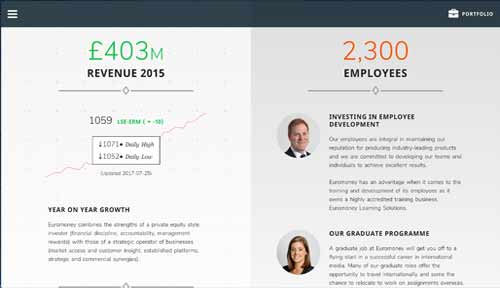 PORTFOLIO
£403M
REVENUE 2015
1059 LSE:ERM ( + -13)
↓1071• Daily High
↓1052• Daily Low
(Updated 2017-07-25)
YEAR ON YEAR GROWTH
Euromoney combines the strengths of a private equity style
investor (financial discipline, accountability, management
rewards) with those of a strategic operator of businesses
(market access and customer insight, established platforms,
strategic, and commercial synergies).
2,300
EMPLOYEES
INVESTING IN EMPLOYEE
DEVELOPMENT
Our employees are integral in maintaining our
reputation for producing industry-leading products
and we are committed to developing our teams and
individuals to achieve excellent results.
Euromoney has an advantage when it comes to the
training and development of its employees as it
owns a highly accredited training business,
Euromoney Learning Solutions.
OUR GRADUATE PROGRAMME
A graduate job at Euromoney will get you off to a
flying start in a successful career in international
media. Many of our graduate roles offer the
opportunity to travel internationally and some the
chance to relocate to work on assignments overseas.